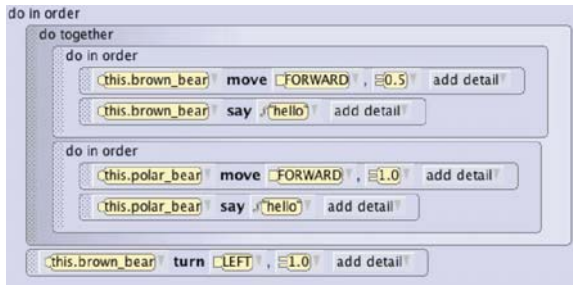 do in order
do together
do in order
this.brown_bear move FORWARD , 0.5 add detail
this.brown_bear say "hello" add detail
do in order
this.polar_bear move FORWARD , 1.0 add detail
this.polar_bear say "hello" add detail
this.brown_bear turn LEFT , 1.0 add detail